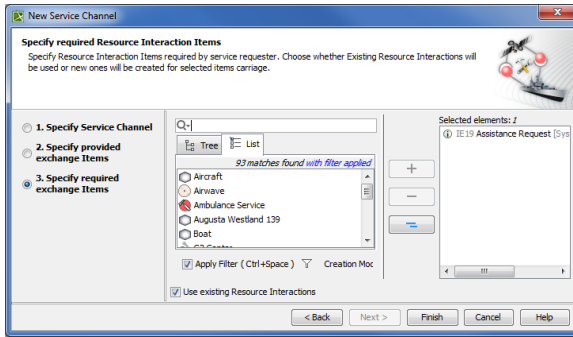 New Service Channel
Specify required Resource Interaction Items
Specify Resource Interaction Items required by service requester. Choose whether Existing Resource Interactions will
be used or new ones will be created for selected items carriage.
1. Specify Service Channel
2. Specify provided
exchange Items
3. Specify required
exchange Items
Tree
List
93 matches found with filter applied
Aircraft
Airwave
Ambulance Service
Augusta Westland 139
Boat
C2 Center
Apply Filter ( Ctrl+Space )
Creation Moc
Use existing Resource Interactions
Selected elements: 1
IE19 Assistance Request [Sys
< Back
Next >
Finish
Cancel
Help